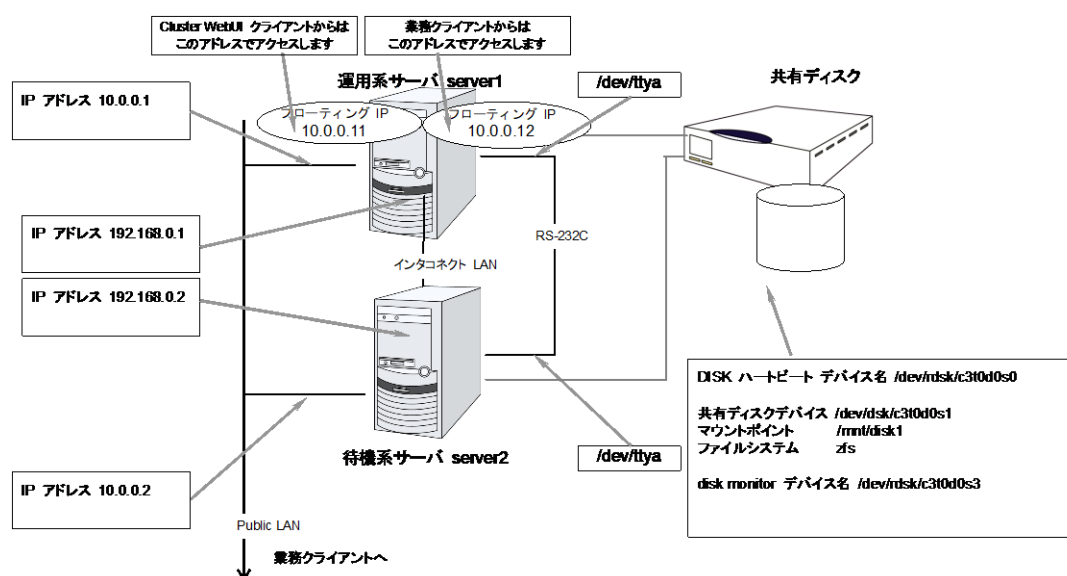 Cluster WebUI クライアントからは
このアドレスでアクセスします
業務クライアントからは
このアドレスでアクセスします
運用系サーバ server1
/dev/ttya
共有ディスク
IP アドレス 10.0.0.1
フローティング IP
10.0.0.11
フローティング IP
10.0.0.12
IP アドレス 192.168.0.1
RS-232C
インタコネクト LAN
IP アドレス 192.168.0.2
DISK ハートビート デバイス名 /dev/rdsk/c3t0d0s0
共有ディスクデバイス /dev/dsk/c3t0d0s1
マウントポイント /mnt/disk1
ファイルシステム zfs
disk monitor デバイス名 /dev/rdsk/c3t0d0s3
待機系サーバ server2
/dev/ttya
IP アドレス 10.0.0.2
Public LAN
業務クライアントへ